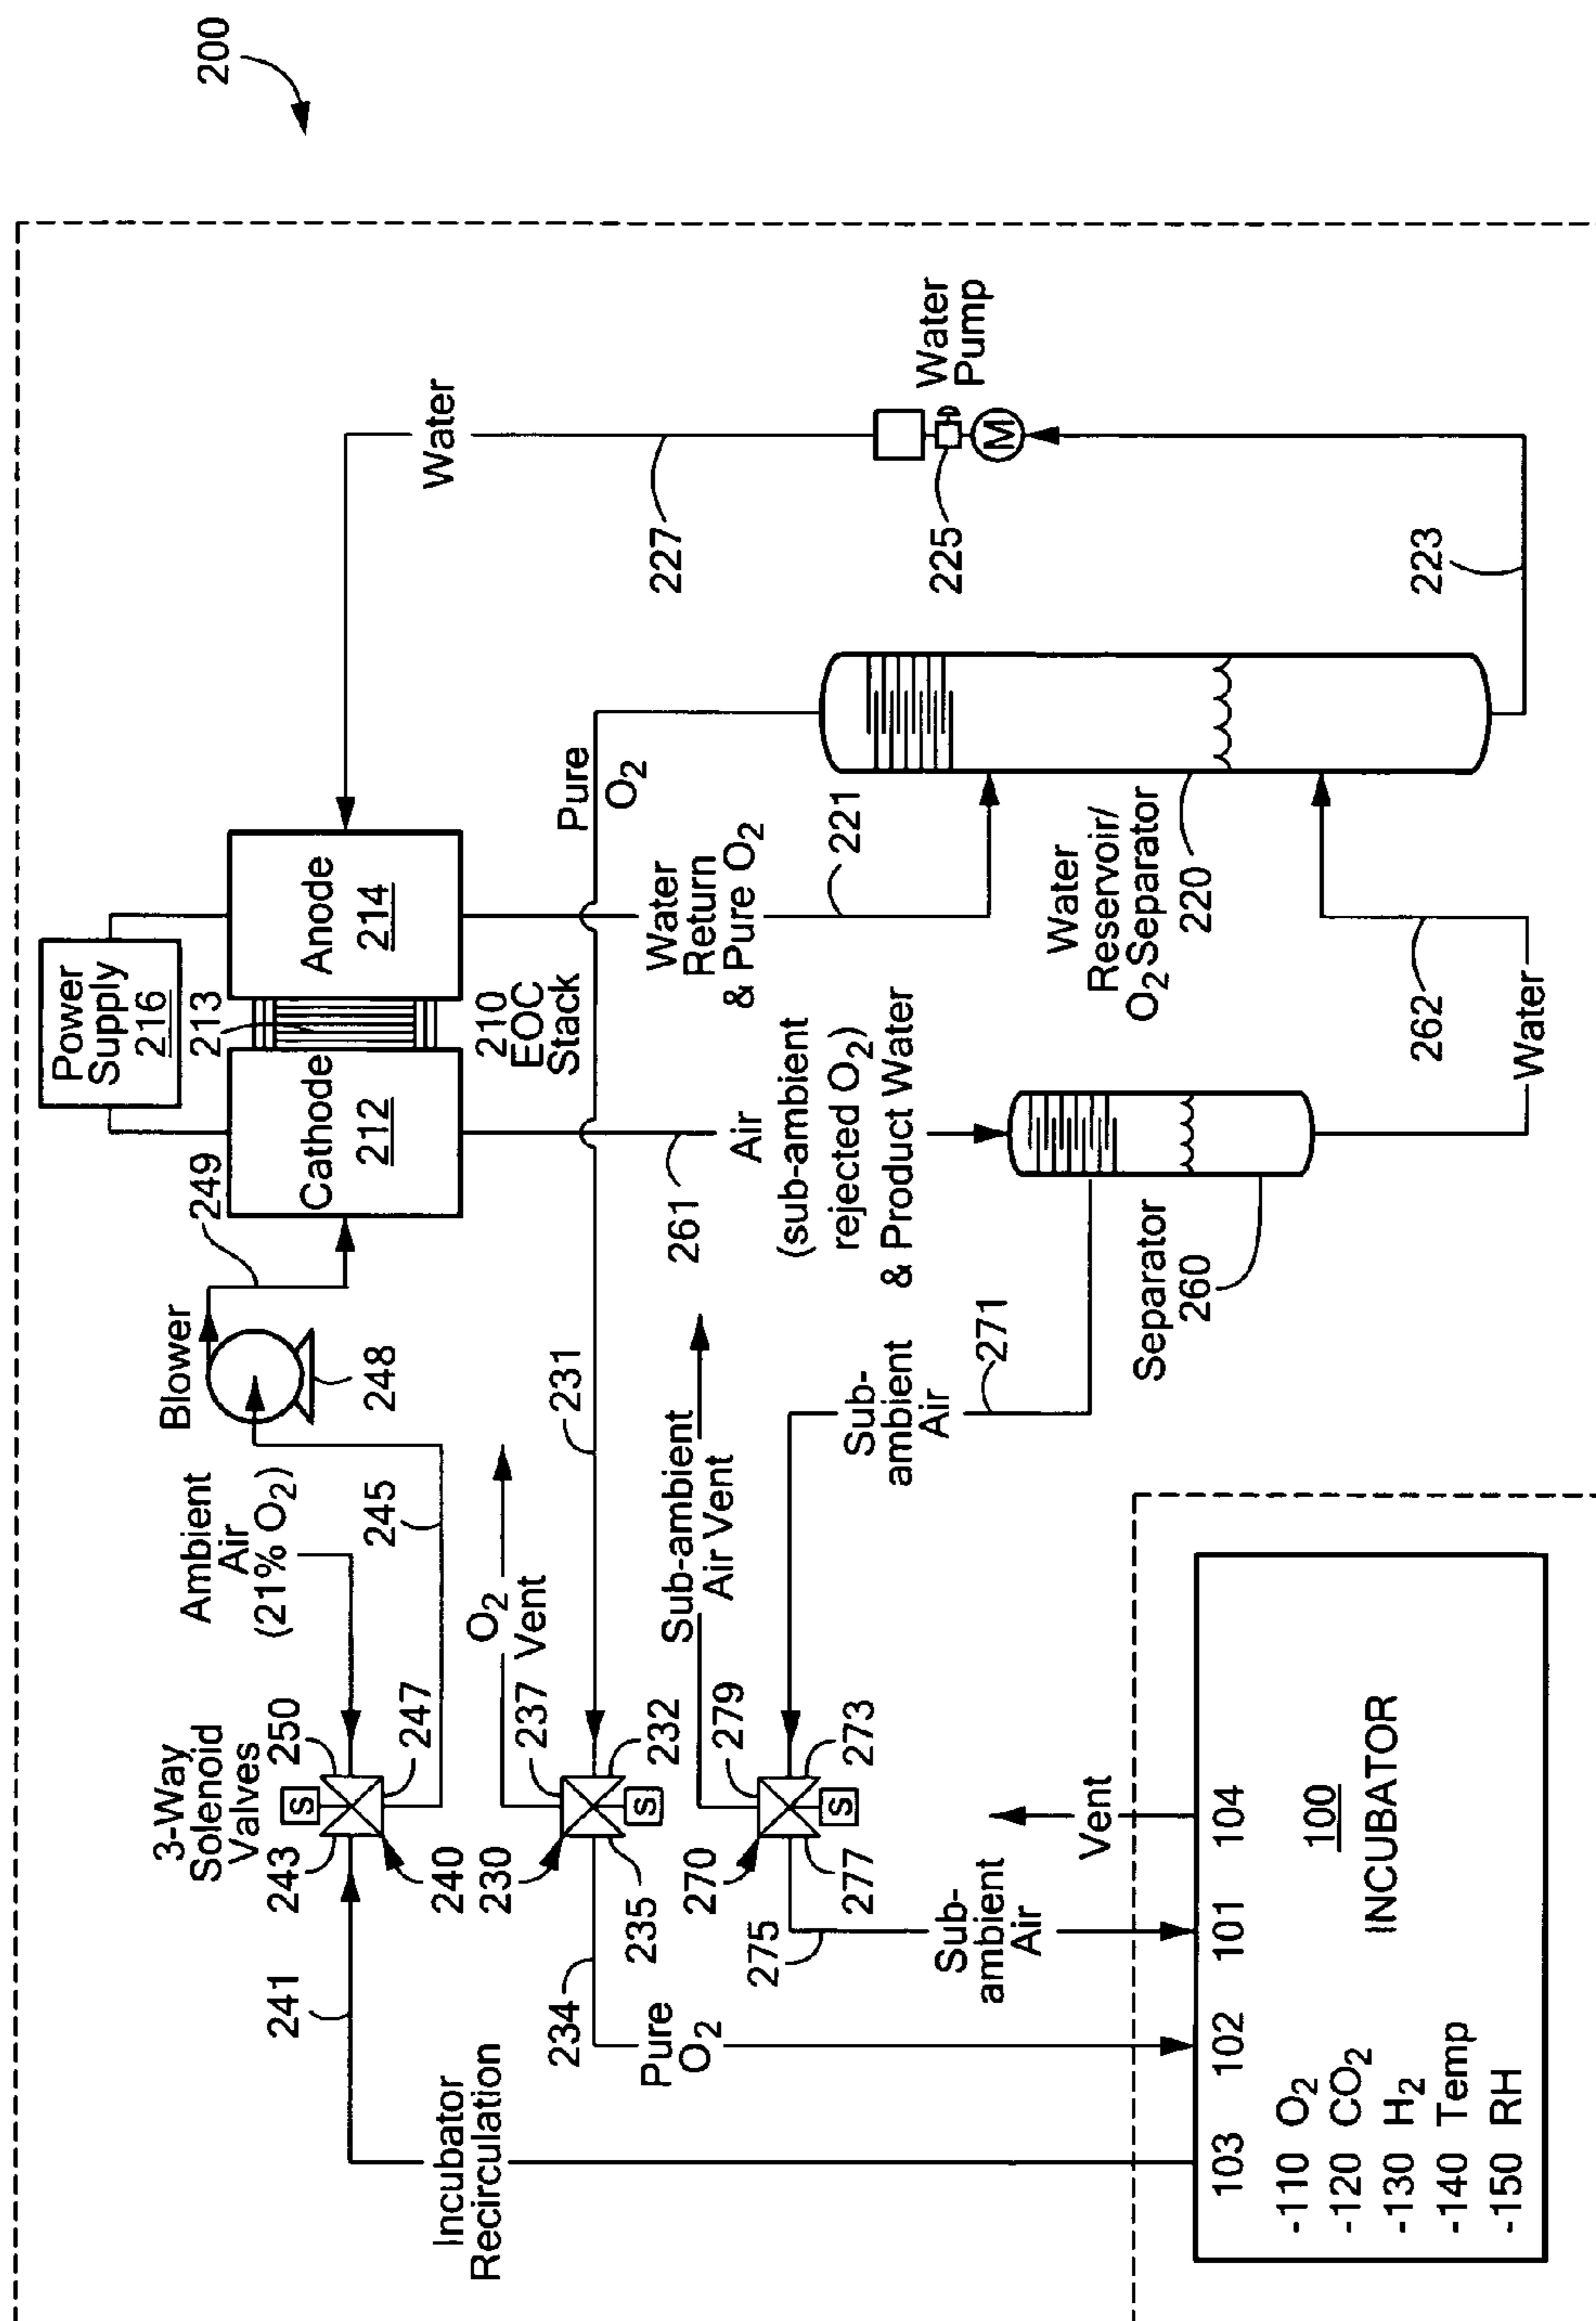 200
Power
Supply
216
213
Cathode
212
Anode
214
210
EOC
Stack
249
Blower
248
Ambient
Air
(21% O2)
245
3-Way
Solenoid
Valves
S
250
243
247
240
241
Incubator
Recirculation
O2
Vent
237
232
230
235
S
231
234
Pure
O2
Pure
O2
Sub-ambient
Air Vent
279
273
270
277
S
275
Sub-
ambient
Air
Sub-
ambient
Air
271
261
Air
(sub-ambient
rejected O2)
& Product Water
Separator
260
Water
Return
& Pure O2
221
Water
Reservoir/
O2 Separator
220
262
Water
Water
227
225
Water
Pump
M
223
Vent
103
102
101
104
-110 O2
-120 CO2
-130 H2
-140 Temp
-150 RH
100
INCUBATOR